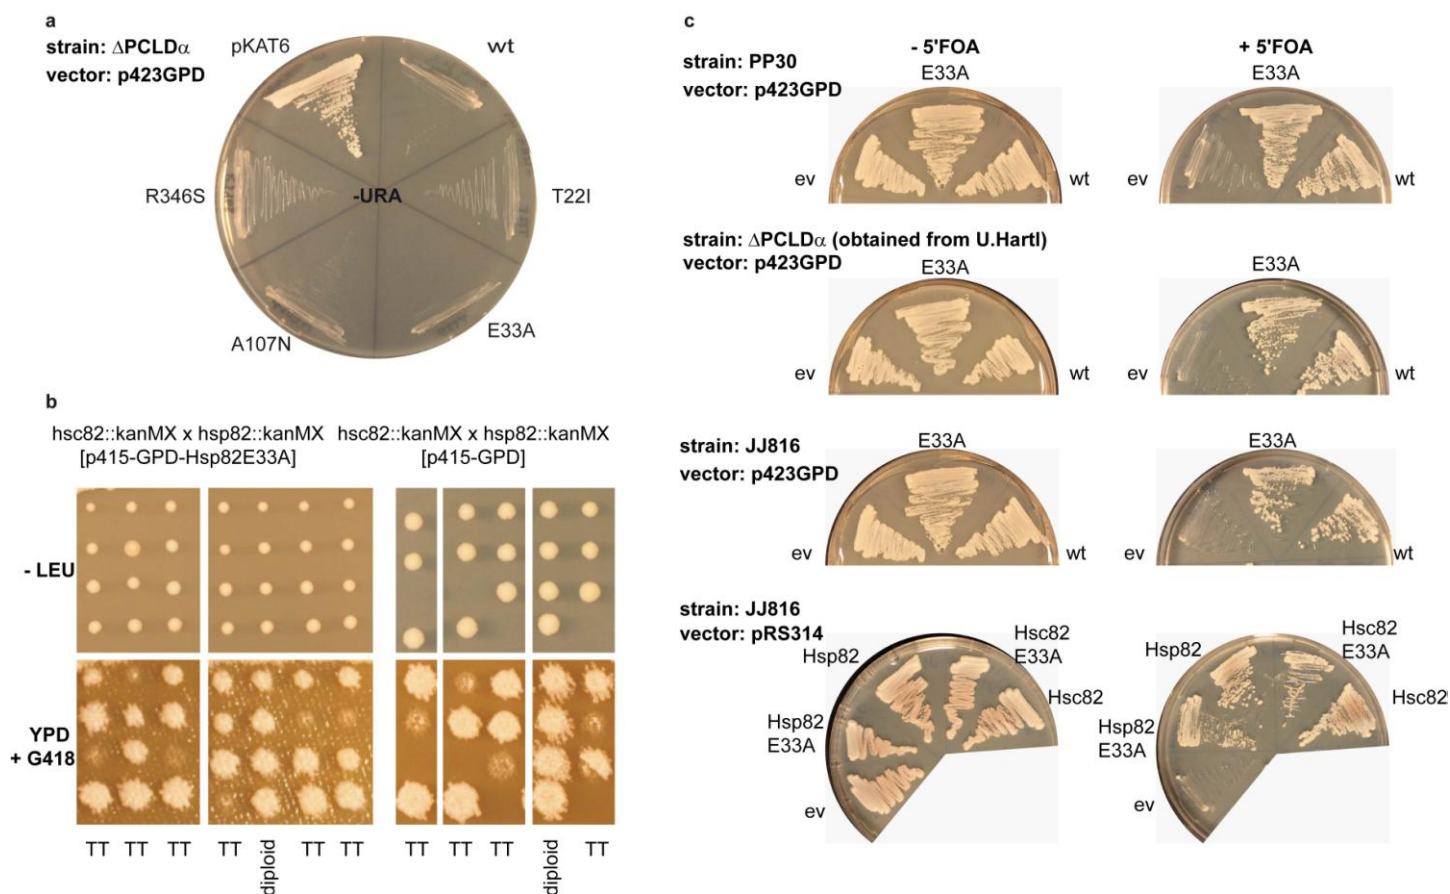 a
strain: ΔPCLDα
vector: p423GPD
pKAT6
wt
R346S
-URA
T22I
A107N
E33A
b
hsc82::kanMX x hsp82::kanMX
[p415-GPD-Hsp82E33A]
hsc82::kanMX x hsp82::kanMX
[p415-GPD]
- LEU
YPD
+ G418
TT
TT
TT
TT
diploid
TT
TT
TT
TT
TT
diploid
TT
c
- 5'FOA
+ 5'FOA
strain: PP30
vector: p423GPD
E33A
E33A
ev
wt
ev
wt
strain: ΔPCLDα (obtained from U.Hartl)
vector: p423GPD
E33A
E33A
ev
wt
ev
wt
strain: JJ816
vector: p423GPD
E33A
E33A
ev
wt
ev
wt
strain: JJ816
vector: pRS314
Hsp82
Hsc82
E33A
Hsc82
Hsp82
E33A
ev
Hsp82
Hsc82
E33A
Hsc82
Hsp82
E33A
ev